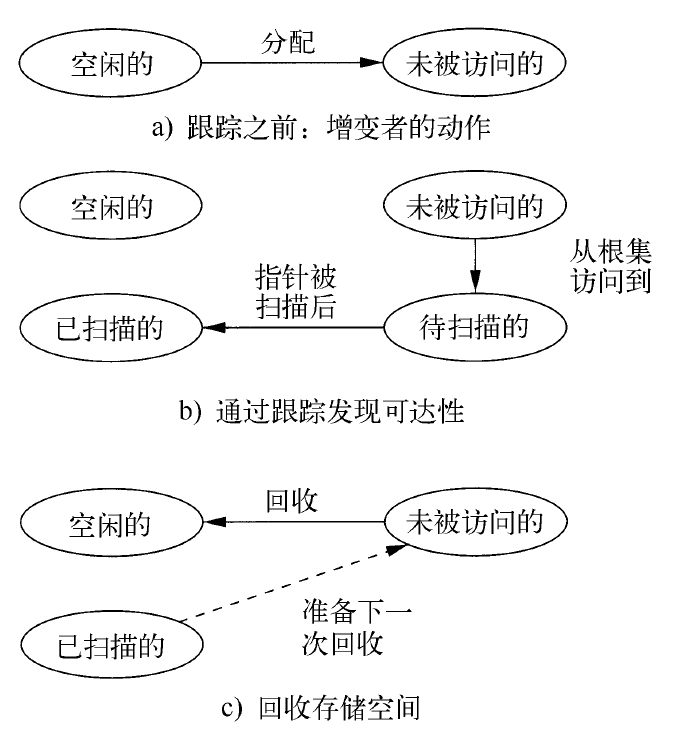 空闲的
分配
未被访问的
a) 跟踪之前：增变者的动作
空闲的
未被访问的
从根集
访问到
指针被
扫描后
已扫描的
待扫描的
b) 通过跟踪发现可达性
空闲的
回收
未被访问的
已扫描的
准备下一
次回收
c) 回收存储空间